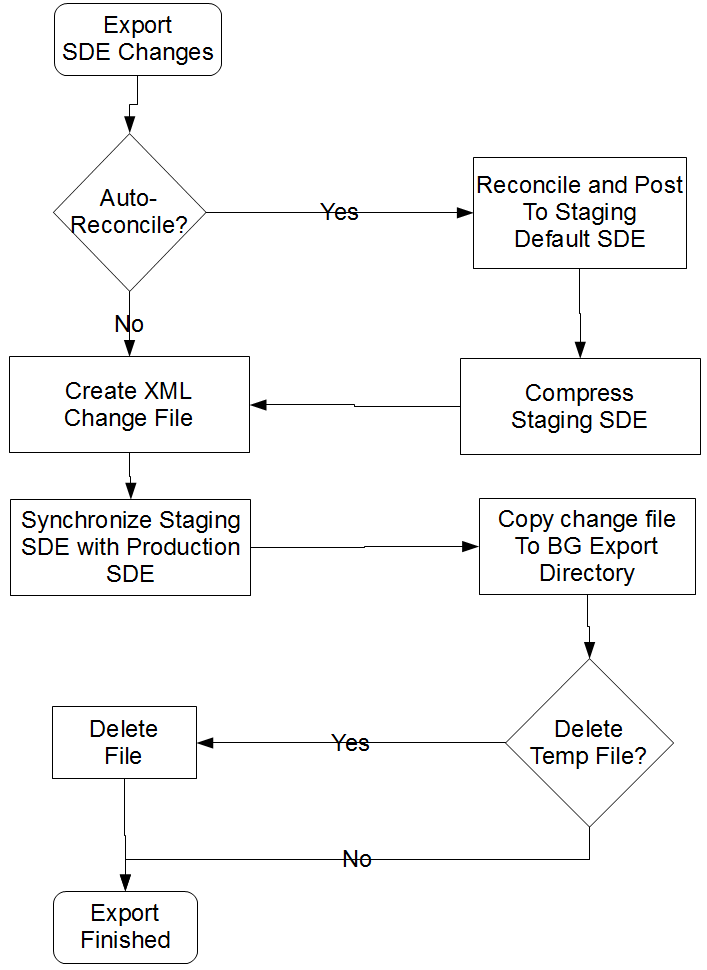 Export
SDE Changes
Auto-
Reconcile?
Yes
Reconcile and Post
To Staging
Default SDE
No
Create XML
Change File
Compress
Staging SDE
Synchronize Staging
SDE with Production
SDE
Copy change file
To BG Export
Directory
Delete
Temp File?
Yes
Delete
File
No
Export
Finished